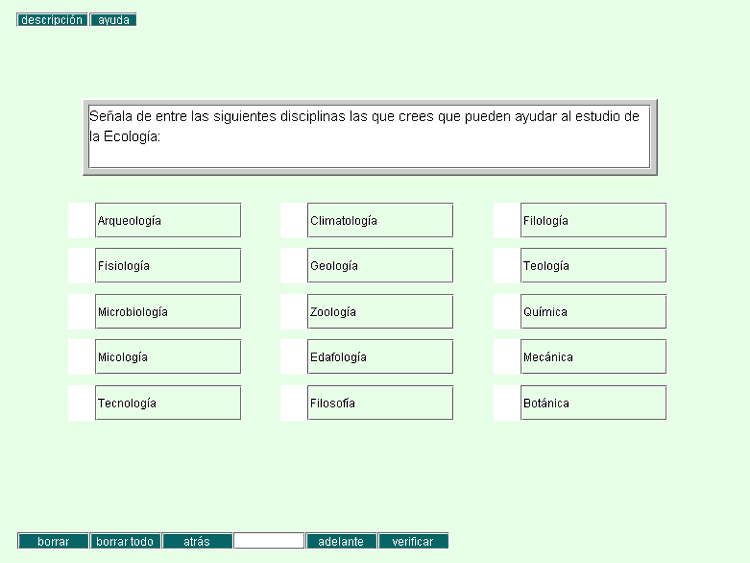 descripción ayuda
Señala de entre las siguientes disciplinas las que crees que pueden ayudar al estudio de
la Ecología:
Arqueología Climatología Filología
Fisiología Geología Teología
Microbiología Zoología Química
Micología Edafología Mecánica
Tecnología Filosofía Botánica
borrar borrar todo atrás adelante verificar